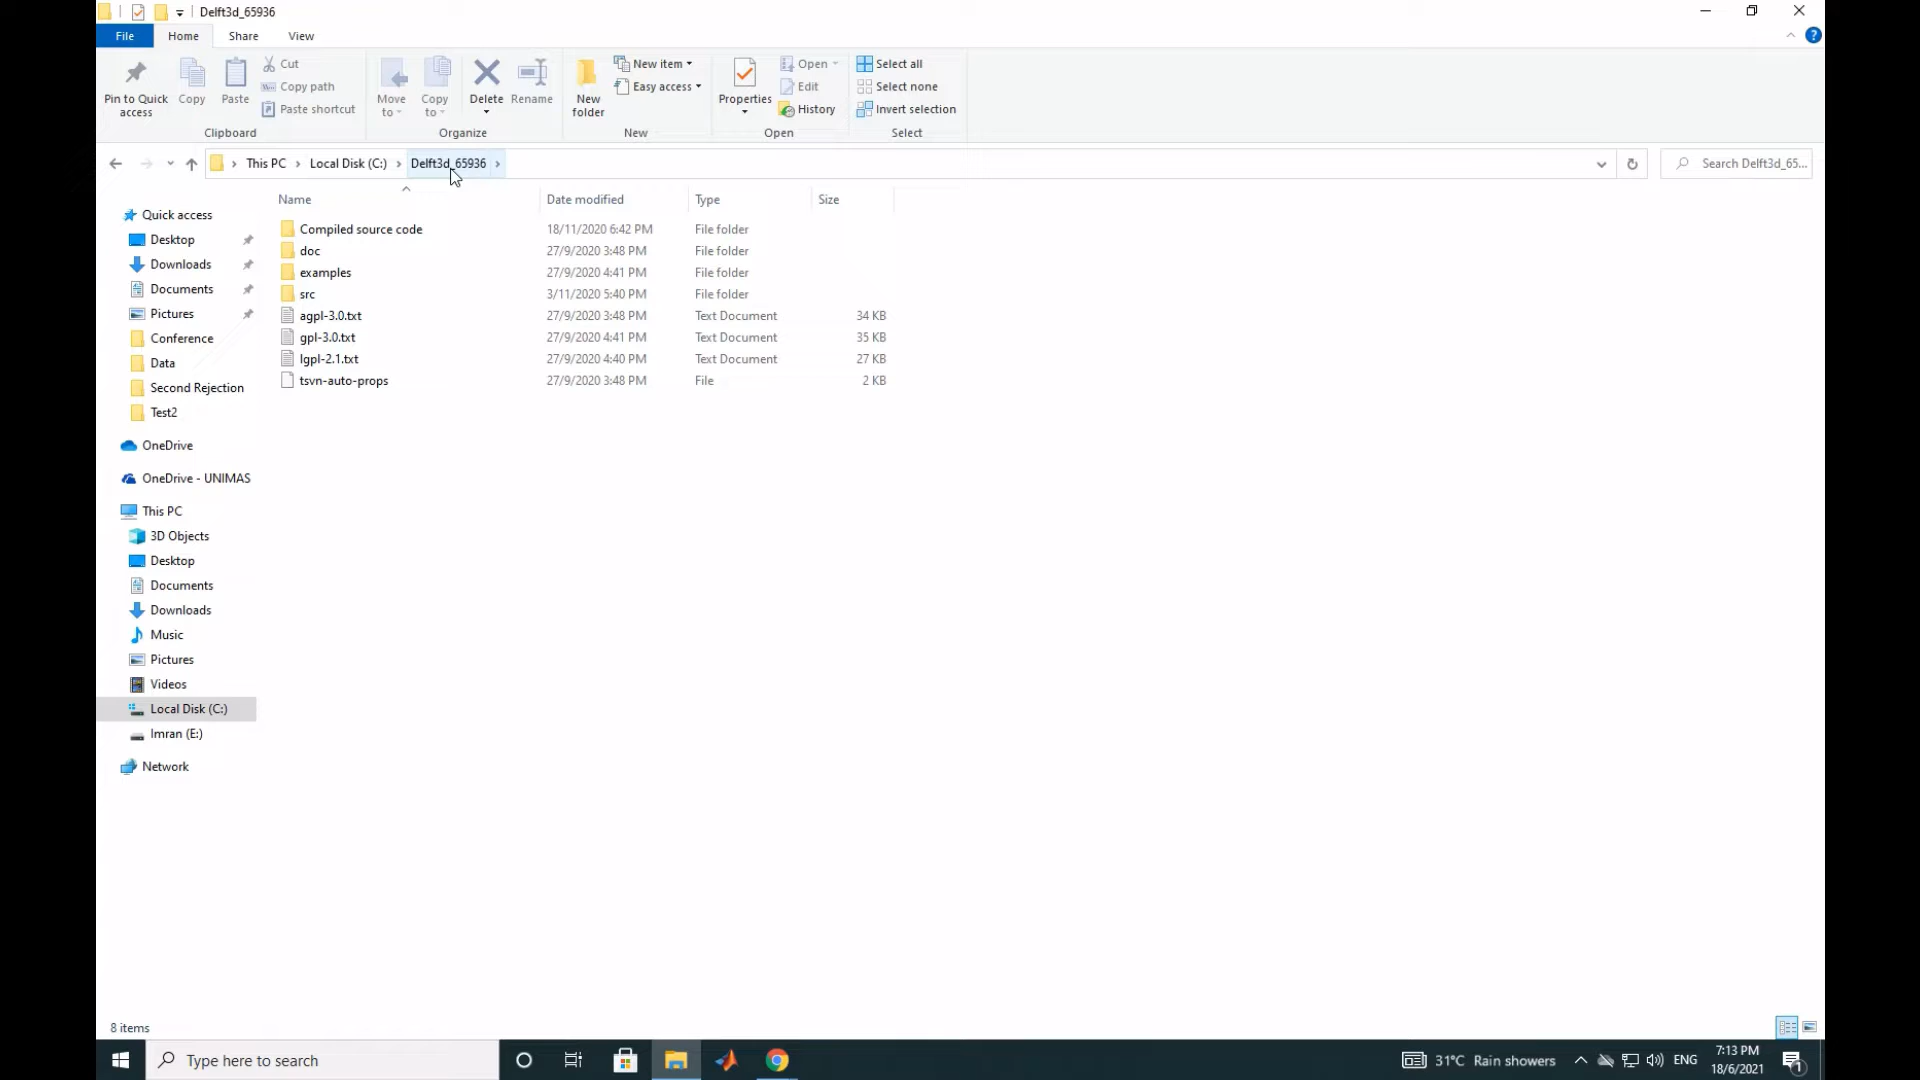 Delft3d_65936
File Home Share View
Pin to Quick access
Copy
Paste
Cut
Copy path
Paste shortcut
Clipboard
Move to
Copy to
Delete
Rename
Organize
New folder
New item
Easy access
New
Properties
Open
Edit
History
Open
Select all
Select none
Invert selection
Select
This PC › Local Disk (C:) › Delft3d_65936 ›
Search Delft3d_65...
Name Date modified Type Size
Compiled source code 18/11/2020 6:42 PM File folder
doc 27/9/2020 3:48 PM File folder
examples 27/9/2020 4:41 PM File folder
src 3/11/2020 5:40 PM File folder
agpl-3.0.txt 27/9/2020 3:48 PM Text Document 34 KB
gpl-3.0.txt 27/9/2020 4:41 PM Text Document 35 KB
lgpl-2.1.txt 27/9/2020 4:40 PM Text Document 27 KB
tsvn-auto-props 27/9/2020 3:48 PM File 2 KB
Quick access
Desktop
Downloads
Documents
Pictures
Conference
Data
Second Rejection
Test2
OneDrive
OneDrive - UNIMAS
This PC
3D Objects
Desktop
Documents
Downloads
Music
Pictures
Videos
Local Disk (C:)
Imran (E:)
Network
8 items
Type here to search
31°C Rain showers
ENG
7:13 PM
18/6/2021
1